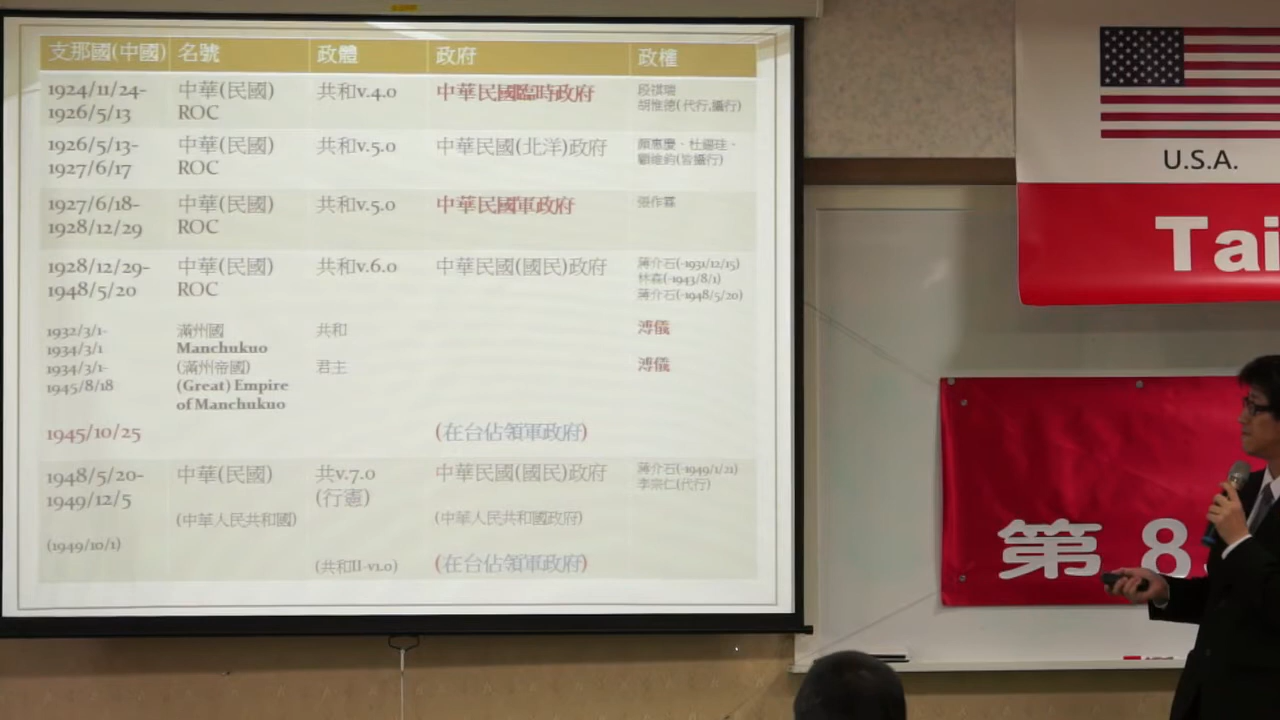 支那國(中國) 名號 政體 政府 政權
1924/11/24- 中華(民國) 共和v.4.0 中華民國臨時政府 段祺瑞
1926/5/13 ROC 胡惟德(代行,攝行)
1926/5/13- 中華(民國) 共和v.5.0 中華民國(北洋)政府 顏惠慶、杜錫珪、
1927/6/17 ROC 顧維鈞(皆攝行)
1927/6/18- 中華(民國) 共和v.5.0 中華民國軍政府 張作霖
1928/12/29 ROC
1928/12/29- 中華(民國) 共和v.6.0 中華民國(國民)政府 蔣介石(-1931/12/15)
1948/5/20 ROC 林森(-1943/8/1)
蔣介石(-1948/5/20)
1932/3/1- 滿州國 共和 溥儀
1934/3/1 Manchukuo
1934/3/1- (滿州帝國) 君主 溥儀
1945/8/18 (Great) Empire
of Manchukuo
1945/10/25 (在台佔領軍政府)
1948/5/20- 中華(民國) 共v.7.0 中華民國(國民)政府 蔣介石(-1949/1/21)
1949/12/5 (行憲) 李宗仁(代行)
(中華人民共和國) (中華人民共和國政府)
(1949/10/1)
(共和II-v1.0) (在台佔領軍政府)
U.S.A.
Tai
第 8